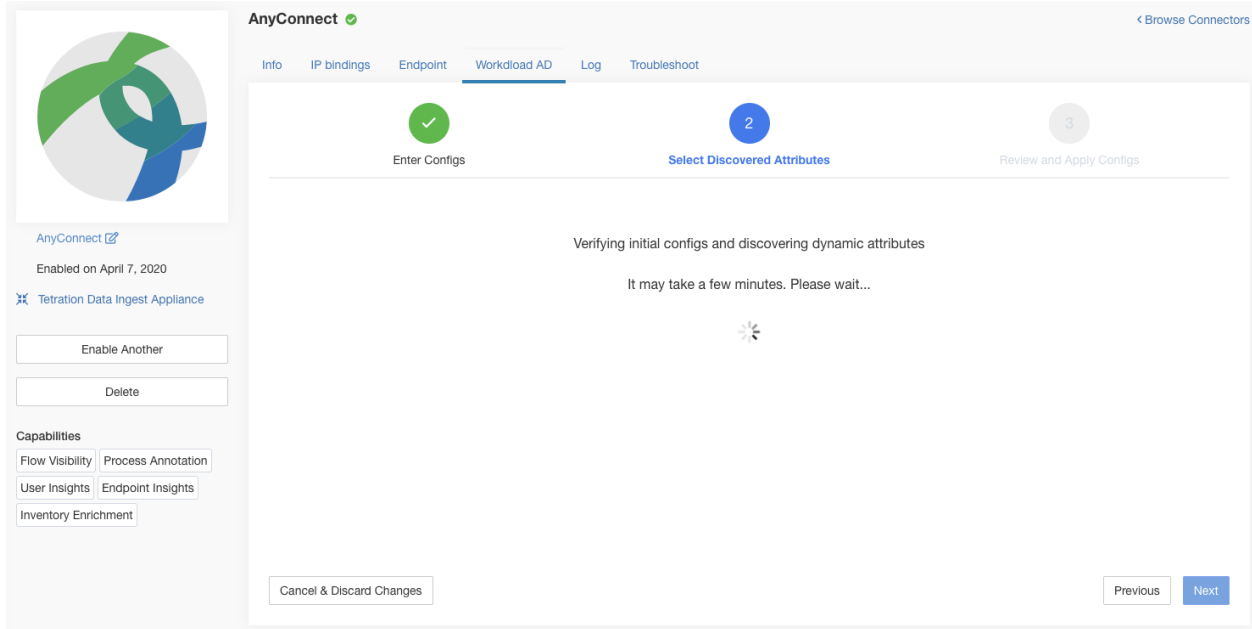 AnyConnect
< Browse Connectors
Info IP bindings Endpoint Workdload AD Log Troubleshoot
2 3
Enter Configs Select Discovered Attributes Review and Apply Configs
Verifying initial configs and discovering dynamic attributes
It may take a few minutes. Please wait...
Cancel & Discard Changes Previous Next
AnyConnect
Enabled on April 7, 2020
Tetration Data Ingest Appliance
Enable Another
Delete
Capabilities
Flow Visibility Process Annotation
User Insights Endpoint Insights
Inventory Enrichment